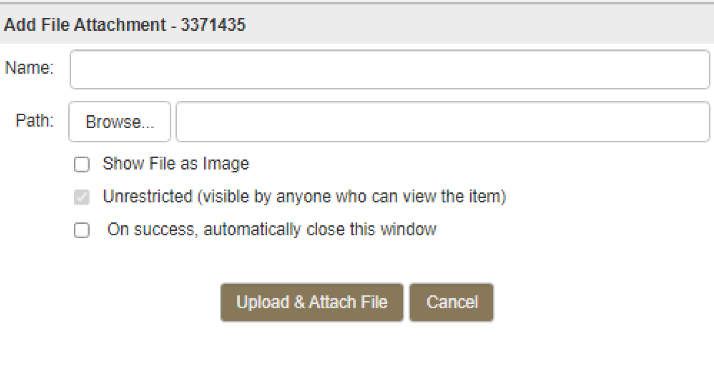 Add File Attachment - 3371435
Name:
Path: Browse...
Show File as Image
Unrestricted (visible by anyone who can view the item)
On success, automatically close this window
Upload & Attach File Cancel